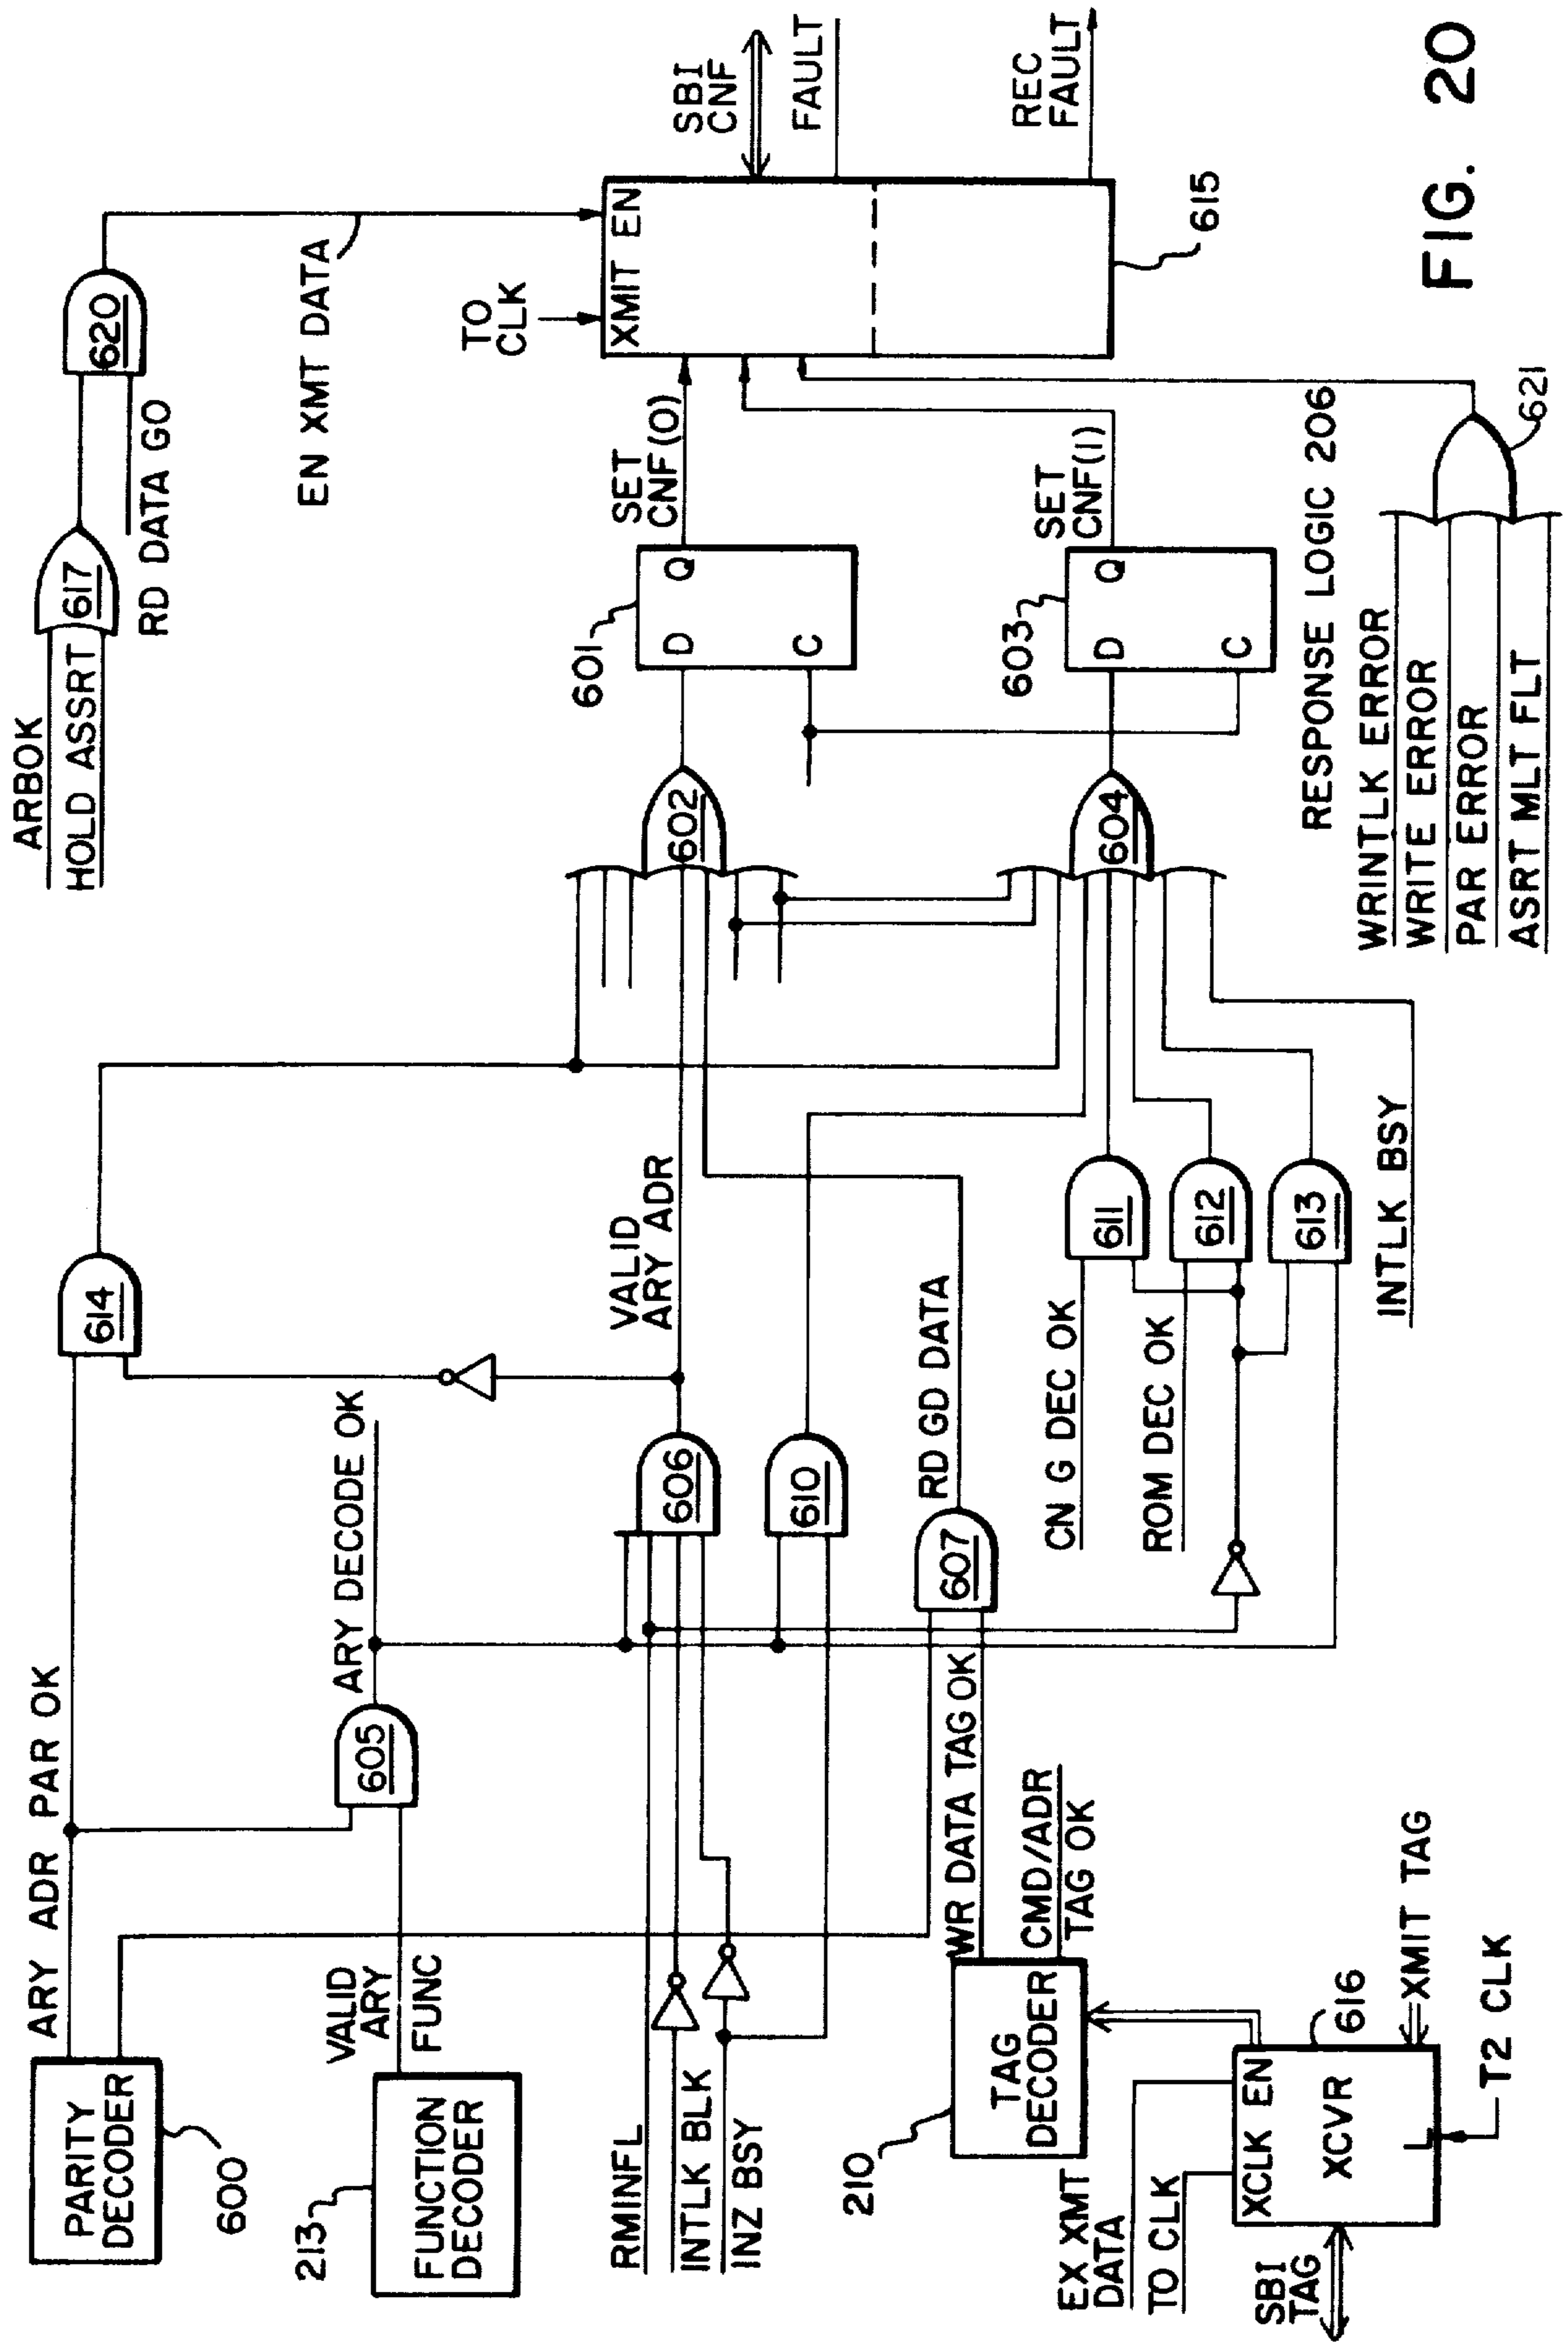 PARITY
DECODER
600
ARY ADR PAR OK
614
ARBOK
HOLD ASSRT
617
RD DATA GO
620
EN XMT DATA
213
FUNCTION
DECODER
VALID
ARY
FUNC
605
ARY DECODE OK
TO
CLK
XMIT EN
SBI
CNF
FAULT
REC
FAULT
615
RMINFL
INTLK BLK
INZ BSY
606
VALID
ARY ADR
602
601
D
Q
C
SET
CNF(0)
610
607
RD GD DATA
210
TAG
DECODER
WR DATA TAG OK
CMD/ADR
TAG OK
CN G DEC OK
ROM DEC OK
611
612
613
INTLK BSY
604
603
D
Q
C
SET
CNF(1)
EX XMT
DATA
TO CLK
SBI
TAG
XCLK EN
XCVR
L
616
XMIT TAG
T2 CLK
RESPONSE LOGIC 206
WRINTLK ERROR
WRITE ERROR
PAR ERROR
ASRT MLT FLT
621
FIG. 20